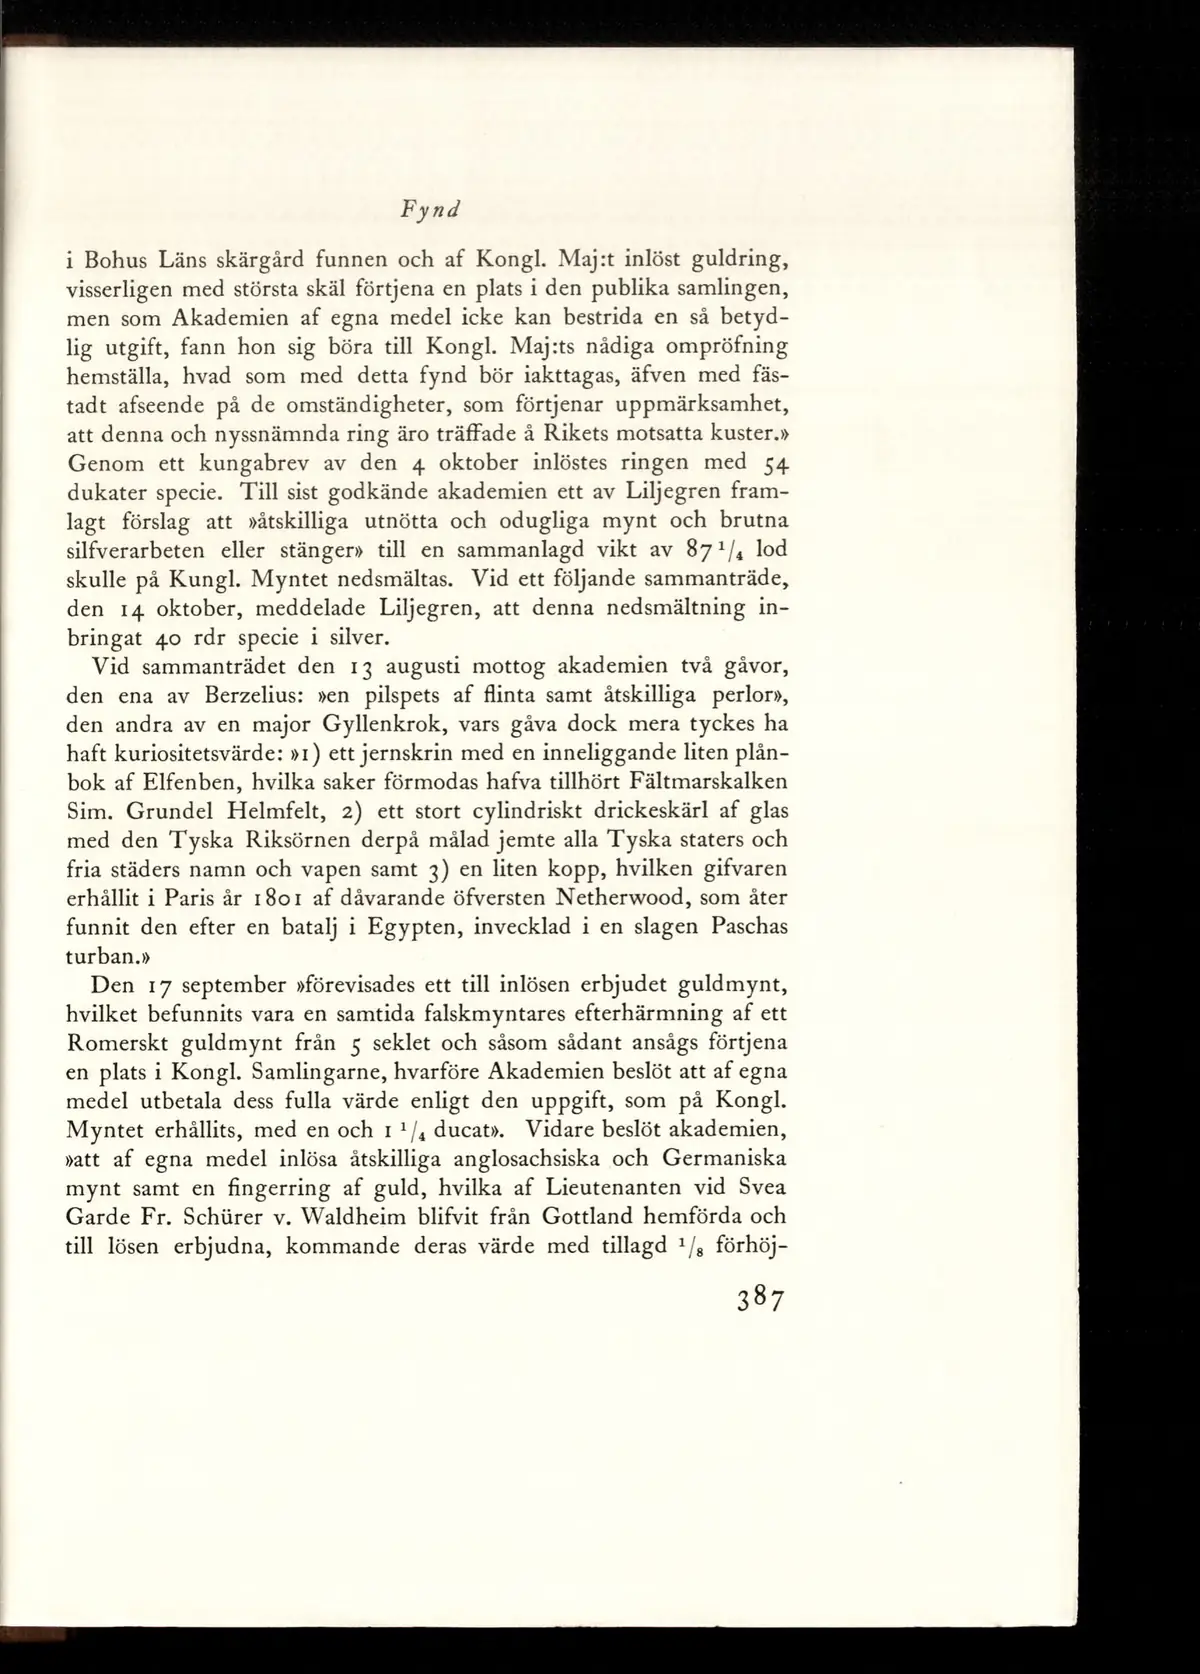 Fynd
i Bohus Läns skärgård funnen och af Kongl. Maj:t inlöst guldring,
visserligen med största skäl förtjena en plats i den publika samlingen,
men som Akademien af egna medel icke kan bestrida en så betyd-
lig utgift, fann hon sig böra till Kongl. Maj:ts nådiga ompröfning
hemställa, hvad som med detta fynd bör iakttagas, äfven med fäs-
tadt afseende på de omständigheter, som förtjenar uppmärksamhet,
att denna och nyssnämnda ring äro träffade å Rikets motsatta kuster.»
Genom ett kungabrev av den 4 oktober inlöstes ringen med 54
dukater specie. Till sist godkände akademien ett av Liljegren fram-
lagt förslag att »åtskilliga utnötta och odugliga mynt och brutna
silfverarbeten eller stänger» till en sammanlagd vikt av 87 1/4 lod
skulle på Kungl. Myntet nedsmältas. Vid ett följande sammanträde,
den 14 oktober, meddelade Liljegren, att denna nedsmältning in-
bringat 40 rdr specie i silver.
Vid sammanträdet den 13 augusti mottog akademien två gåvor,
den ena av Berzelius: »en pilspets af flinta samt åtskilliga perlor»,
den andra av en major Gyllenkrok, vars gåva dock mera tyckes ha
haft kuriositetsvärde: »1) ett jernskrin med en inneliggande liten plån-
bok af Elfenben, hvilka saker förmodas hafva tillhört Fältmarskalken
Sim. Grundel Helmfelt, 2) ett stort cylindriskt drickeskärl af glas
med den Tyska Riksörnen derpå målad jemte alla Tyska staters och
fria städers namn och vapen samt 3) en liten kopp, hvilken gifvaren
erhållit i Paris år 1801 af dåvarande öfversten Netherwood, som åter
funnit den efter en batalj i Egypten, invecklad i en slagen Paschas
turban.»
Den 17 september »förevisades ett till inlösen erbjudet guldmynt,
hvilket befunnits vara en samtida falskmyntares efterhärmning af ett
Romerskt guldmynt från 5 seklet och såsom sådant ansågs förtjena
en plats i Kongl. Samlingarne, hvarföre Akademien beslöt att af egna
medel utbetala dess fulla värde enligt den uppgift, som på Kongl.
Myntet erhållits, med en och 1 1/4 ducat». Vidare beslöt akademien,
»att af egna medel inlösa åtskilliga anglosachsiska och Germaniska
mynt samt en fingerring af guld, hvilka af Lieutenanten vid Svea
Garde Fr. Schürer v. Waldheim blifvit från Gottland hemförda och
till lösen erbjudna, kommande deras värde med tillagd 1/8 förhöj-
387